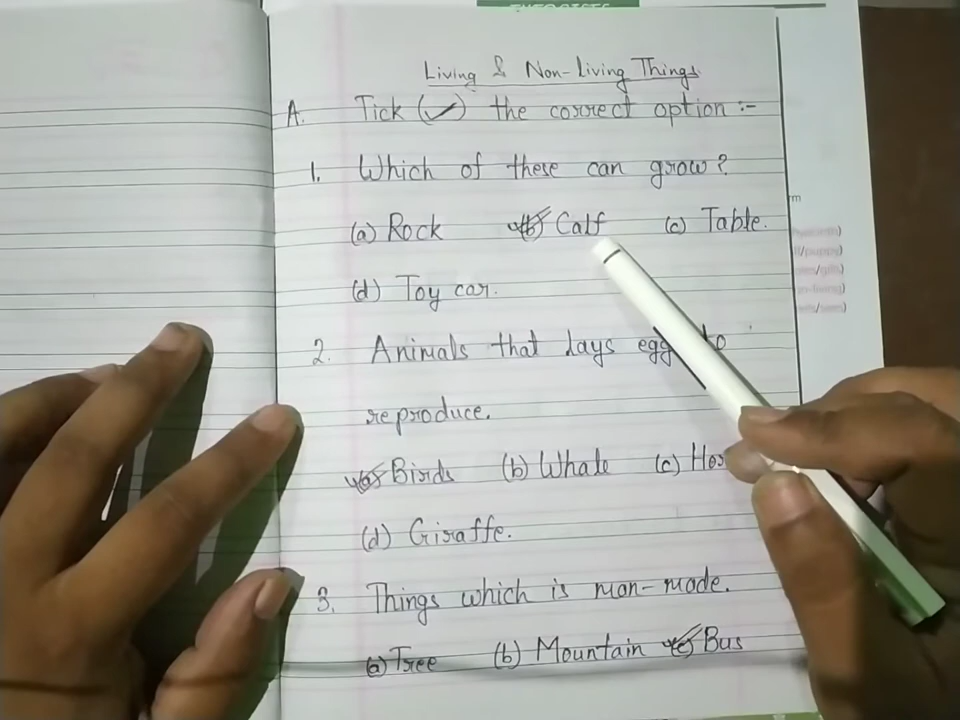 Living & Non-Living Things
A. Tick (✓) the correct option :-
1. Which of these can grow?
(a) Rock (b) Calf (c) Table.
(d) Toy car.
2. Animals that lays egg to
reproduce.
(a) Birds (b) Whale (c)
(d) Giraffe.
3. Things which is man-made.
(a) Tree (b) Mountain (c) Bus